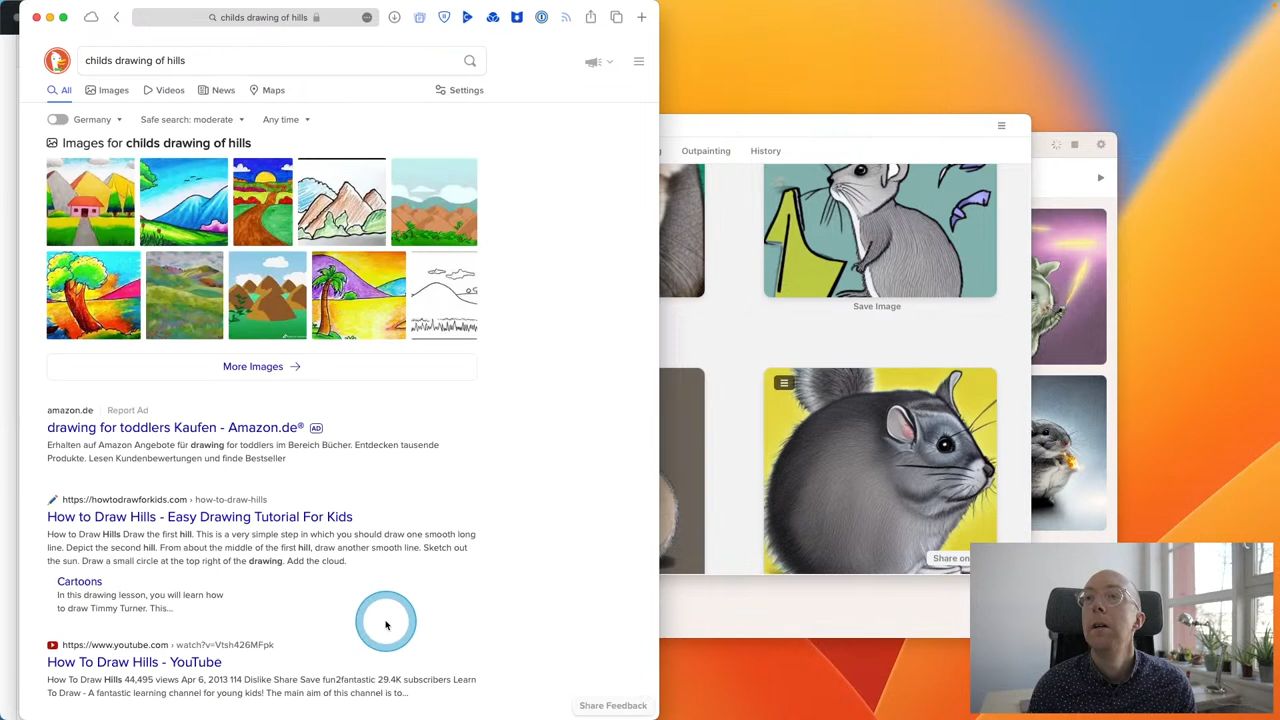 childs drawing of hills
childs drawing of hills
All Images Videos News Maps Settings
Germany Safe search: moderate Any time
Images for childs drawing of hills
More Images →
amazon.de Report Ad
drawing for toddlers Kaufen - Amazon.de® AD
Erhalten auf Amazon Angebote für drawing for toddlers im Bereich Bücher. Entdecken tausende
Produkte. Lesen Kundenbewertungen und finde Bestseller
https://howtodrawforkids.com › how-to-draw-hills
How to Draw Hills - Easy Drawing Tutorial For Kids
How to Draw Hills Draw the first hill. This is a very simple step in which you should draw one smooth long
line. Depict the second hill. From about the middle of the first hill, draw another smooth line. Sketch out
the sun. Draw a small circle at the top right of the drawing. Add the cloud.
Cartoons
In this drawing lesson, you will learn how
to draw Timmy Turner. This...
https://www.youtube.com › watch?v=Vtsh426MFpk
How To Draw Hills - YouTube
How To Draw Hills 44,495 views Apr 6, 2013 114 Dislike Share Save fun2fantastic 29.4K subscribers Learn
To Draw - A fantastic learning channel for young kids! The main aim of this channel is to...
Share Feedback
g Outpainting History
Save Image
Share on